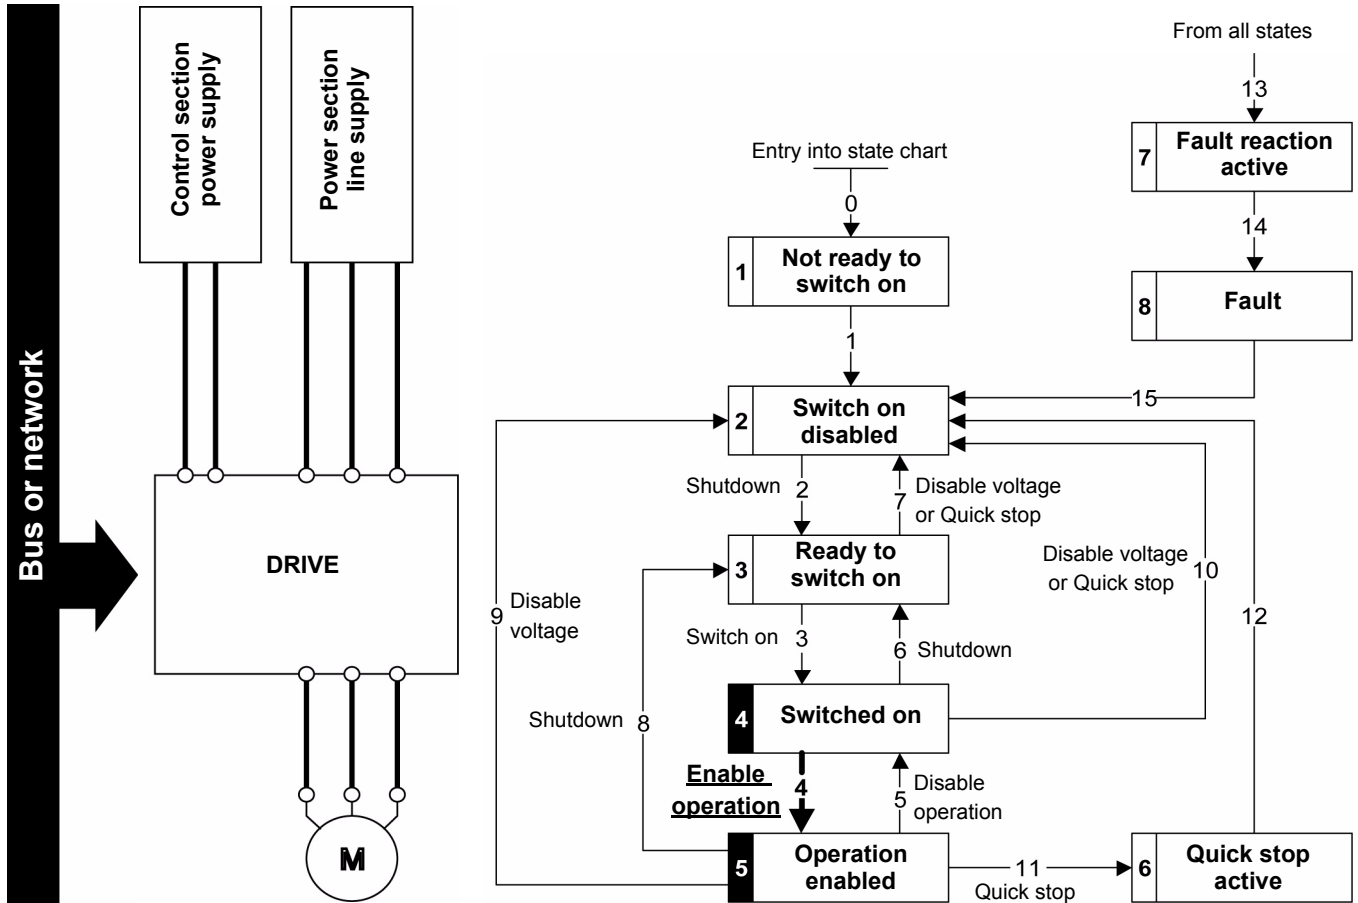 Bus or network
Control section
power supply
Power section
line supply
DRIVE
M
Entry into state chart
0
1
Not ready to
switch on
1
2
Switch on
disabled
Shutdown 2
7 Disable voltage
or Quick stop
3
Ready to
switch on
Switch on 3
6 Shutdown
4
Switched on
Enable
operation
4
5 Disable
operation
5
Operation
enabled
9 Disable
voltage
Shutdown 8
11
Quick stop
6
Quick stop
active
Disable voltage
or Quick stop
10
12
From all states
13
7
Fault reaction
active
14
8
Fault
15